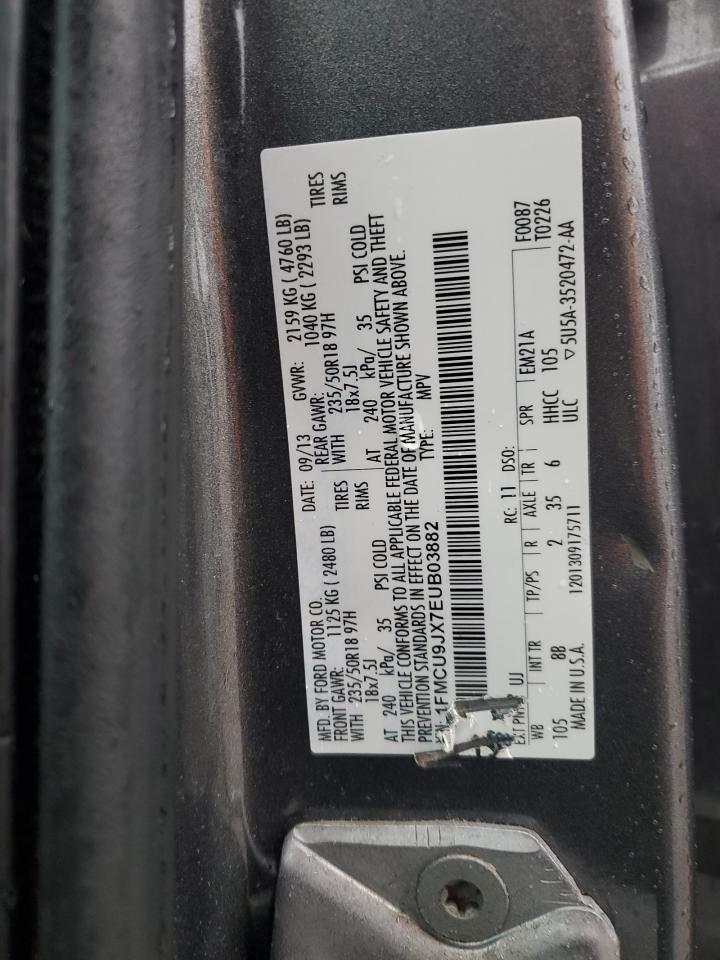 MFD. BY FORD MOTOR CO.
DATE: 09/13 GVWR: 2159 KG ( 4760 LB)
FRONT GAWR: 1125 KG ( 2480 LB) REAR GAWR: 1040 KG ( 2293 LB)
WITH 235/50R18 97H TIRES WITH 235/50R18 97H TIRES
18x7.5J RIMS 18x7.5J RIMS
AT 240 kPa/ 35 PSI COLD AT 240 kPa/ 35 PSI COLD
THIS VEHICLE CONFORMS TO ALL APPLICABLE FEDERAL MOTOR VEHICLE SAFETY AND THEFT
PREVENTION STANDARDS IN EFFECT ON THE DATE OF MANUFACTURE SHOWN ABOVE.
1FMCU9JX7EUB03882 TYPE: MPV
EXT PNT: UJ RC: 11 DSO:
WB INT TR TP/PS R AXLE TR SPR EM21A F0087
105 8B 2 35 6 HHCC 105 T0226
MADE IN U.S.A. 1201309175711 ULC ▽5U5A-3520472-AA